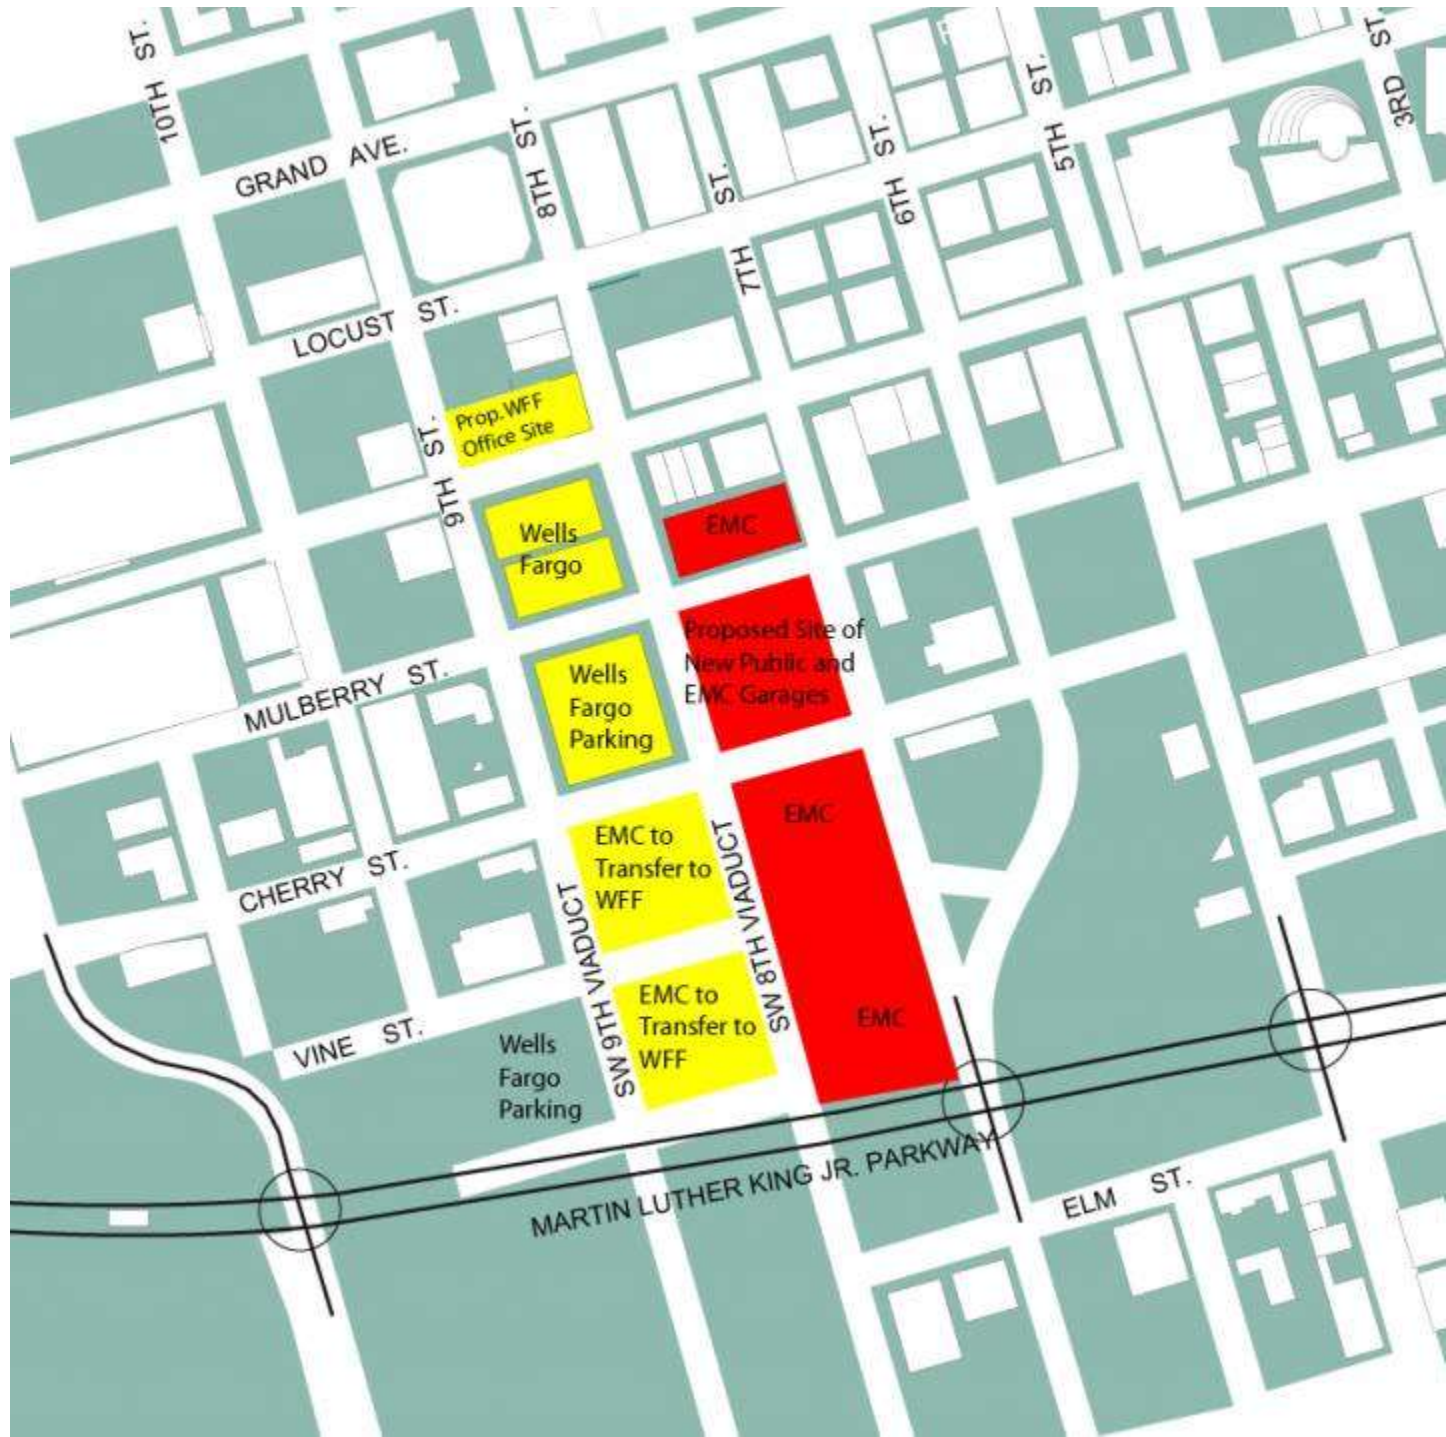 10TH ST.
GRAND AVE.
8TH ST.
7TH ST.
6TH ST.
5TH ST.
3RD ST
LOCUST ST.
9TH ST.
Prop.WFF
Office Site
Wells
Fargo
EMC
Proposed Site of
New Public and
EMC Garages
Wells
Fargo
Parking
MULBERRY ST.
EMC
EMC to
Transfer to
WFF
CHERRY ST.
SW 9TH VIADUCT
SW 8TH VIADUCT
EMC to
Transfer to
WFF
EMC
VINE ST.
Wells
Fargo
Parking
MARTIN LUTHER KING JR. PARKWAY
ELM ST.